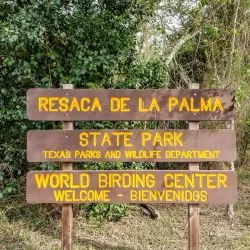 RESACA DE LA PALMA
STATE PARK
TEXAS PARKS AND WILDLIFE DEPARTMENT
WORLD BIRDING CENTER
WELCOME - BIENVENIDOS